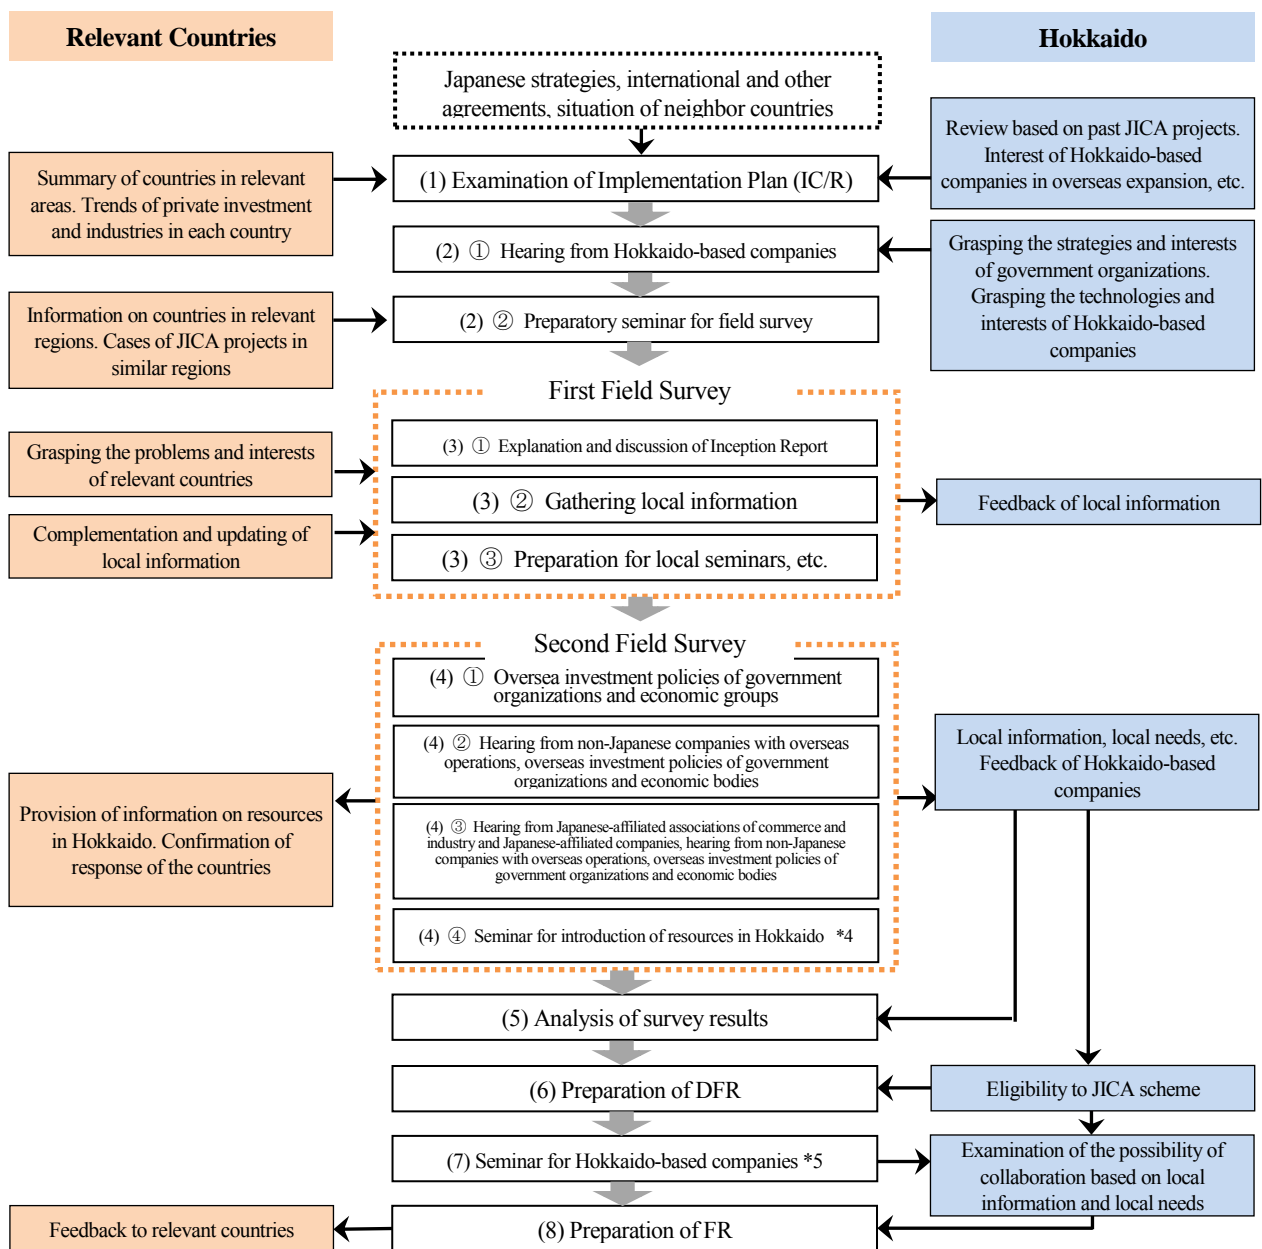 Relevant Countries
Hokkaido
Japanese strategies, international and other
agreements, situation of neighbor countries
Review based on past JICA projects.
Interest of Hokkaido-based
companies in overseas expansion, etc.
Summary of countries in relevant
areas. Trends of private investment
and industries in each country
(1) Examination of Implementation Plan (IC/R)
(2) ① Hearing from Hokkaido-based companies
Grasping the strategies and interests
of government organizations.
Grasping the technologies and
interests of Hokkaido-based
companies
Information on countries in relevant
regions. Cases of JICA projects in
similar regions
(2) ② Preparatory seminar for field survey
First Field Survey
(3) ① Explanation and discussion of Inception Report
(3) ② Gathering local information
(3) ③ Preparation for local seminars, etc.
Grasping the problems and interests
of relevant countries
Complementation and updating of
local information
Feedback of local information
Second Field Survey
(4) ① Oversea investment policies of government
organizations and economic groups
(4) ② Hearing from non-Japanese companies with overseas
operations, overseas investment policies of government
organizations and economic bodies
(4) ③ Hearing from Japanese-affiliated associations of commerce and
industry and Japanese-affiliated companies, hearing from non-Japanese
companies with overseas operations, overseas investment policies of
government organizations and economic bodies
(4) ④ Seminar for introduction of resources in Hokkaido *4
Provision of information on resources
in Hokkaido. Confirmation of
response of the countries
Local information, local needs, etc.
Feedback of Hokkaido-based
companies
(5) Analysis of survey results
(6) Preparation of DFR
Eligibility to JICA scheme
(7) Seminar for Hokkaido-based companies *5
Examination of the possibility of
collaboration based on local
information and local needs
(8) Preparation of FR
Feedback to relevant countries